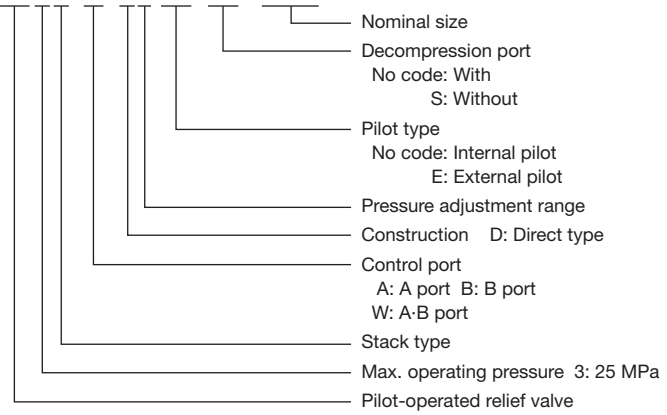 Nominal size
Decompression port
No code: With
S: Without
Pilot type
No code: Internal pilot
E: External pilot
Pressure adjustment range
Construction D: Direct type
Control port
A: A port B: B port
W: A·B port
Stack type
Max. operating pressure 3: 25 MPa
Pilot-operated relief valve